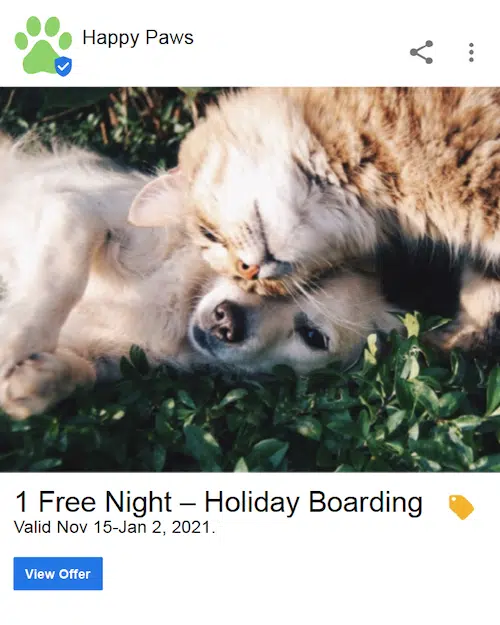 Happy Paws
1 Free Night – Holiday Boarding
Valid Nov 15-Jan 2, 2021.
View Offer